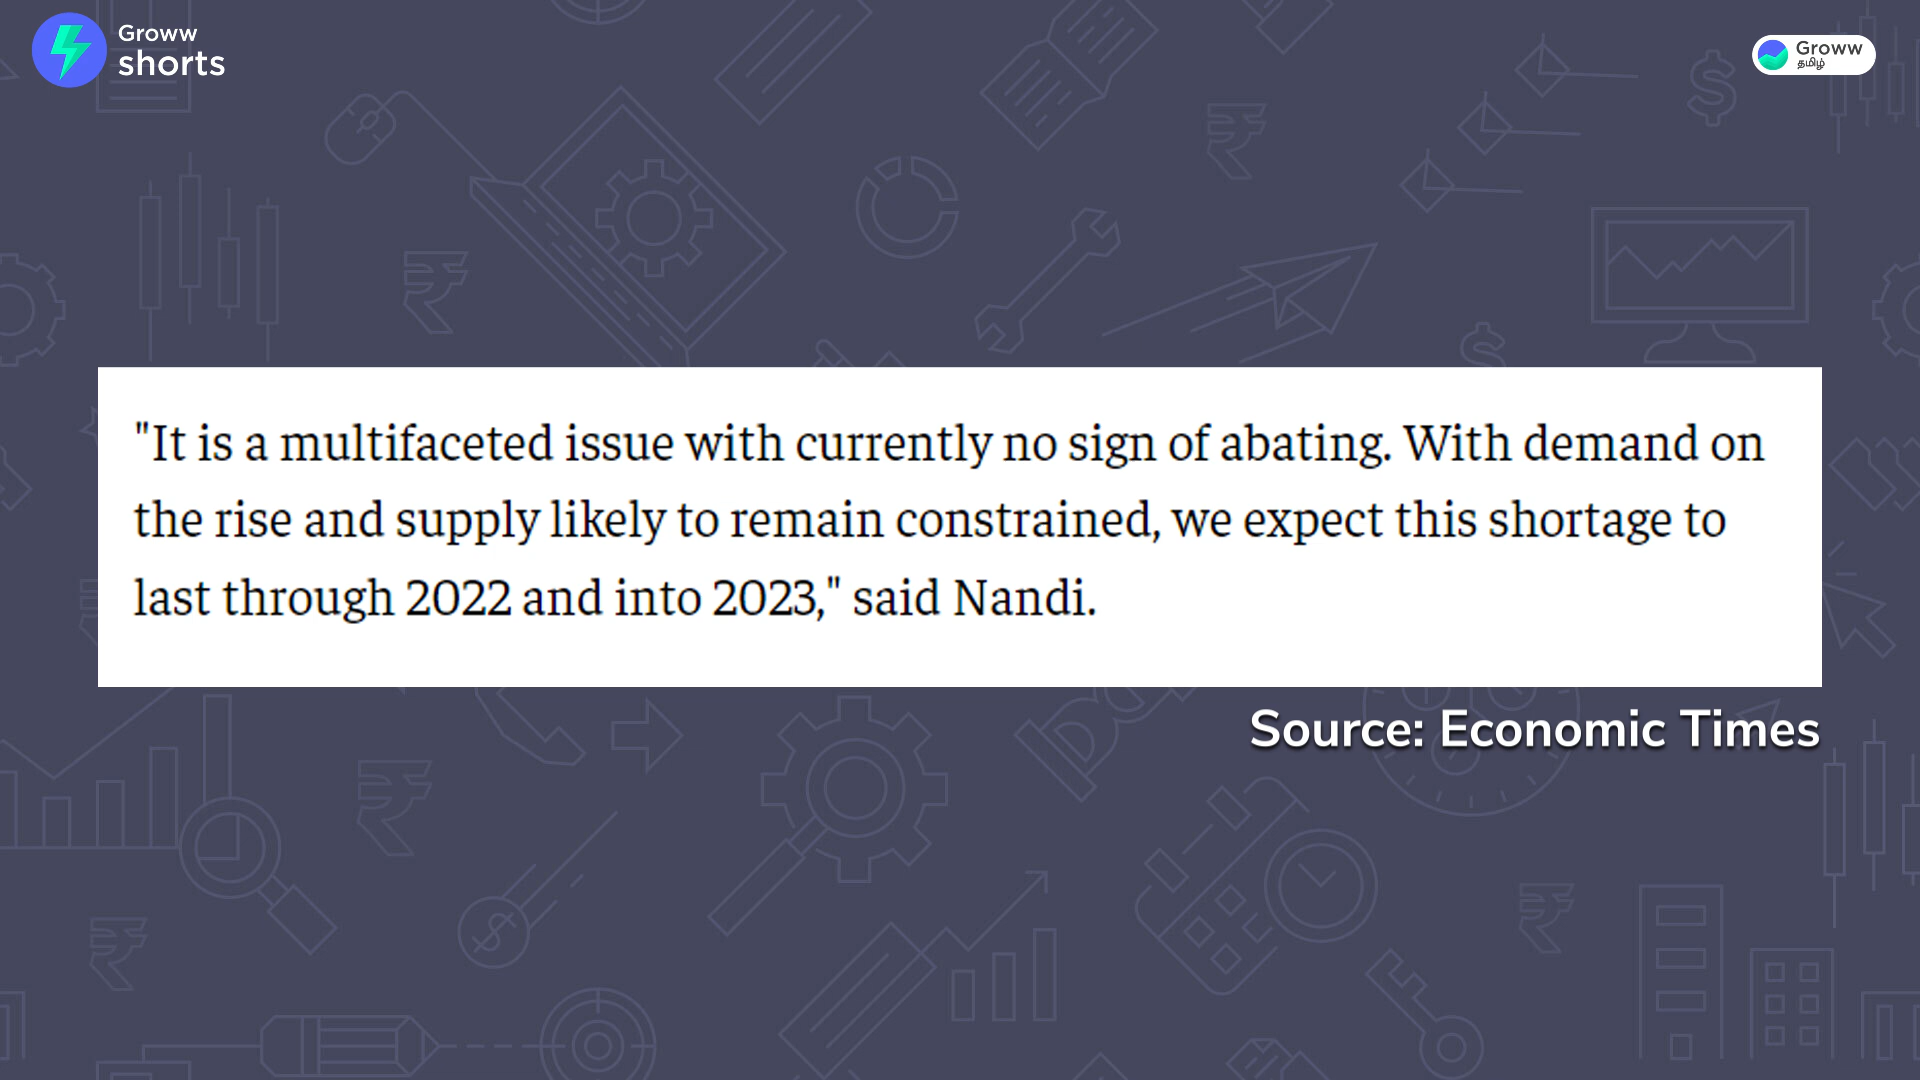 Groww
shorts
Groww
தமிழ்
"It is a multifaceted issue with currently no sign of abating. With demand on
the rise and supply likely to remain constrained, we expect this shortage to
last through 2022 and into 2023," said Nandi.
Source: Economic Times